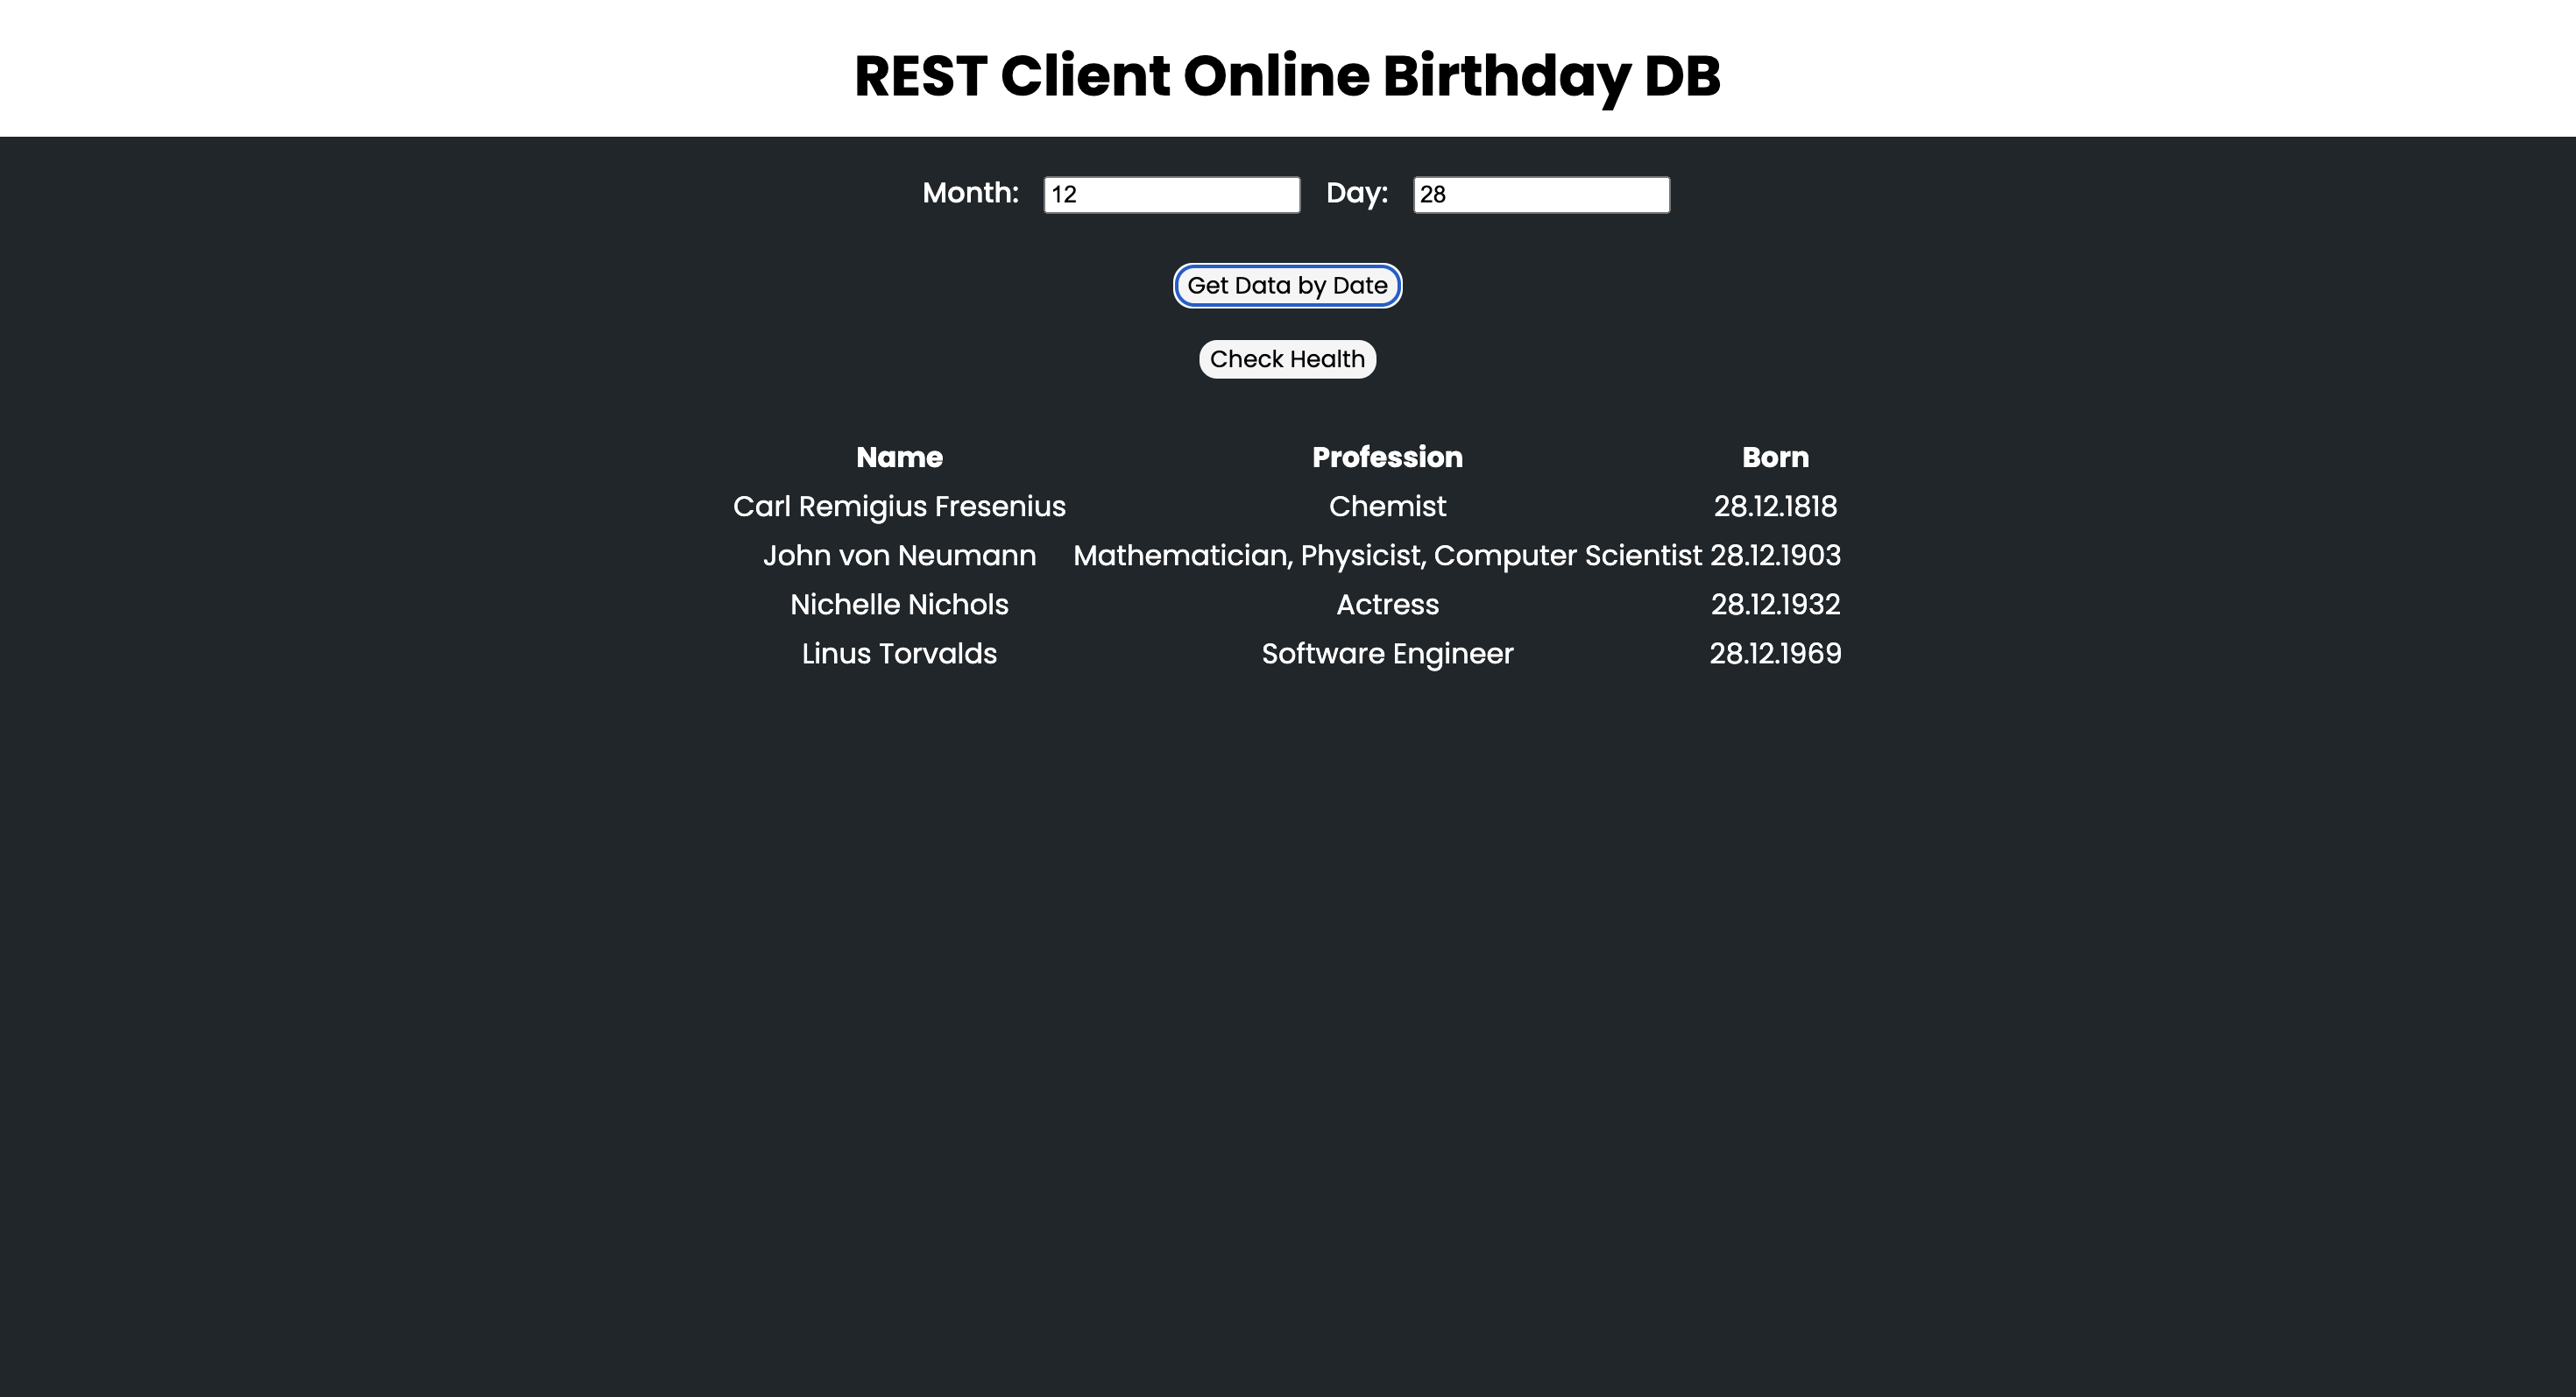 REST Client Online Birthday DB
Month: 12 Day: 28
Get Data by Date
Check Health
Name Profession Born
Carl Remigius Fresenius Chemist 28.12.1818
John von Neumann Mathematician, Physicist, Computer Scientist 28.12.1903
Nichelle Nichols Actress 28.12.1932
Linus Torvalds Software Engineer 28.12.1969